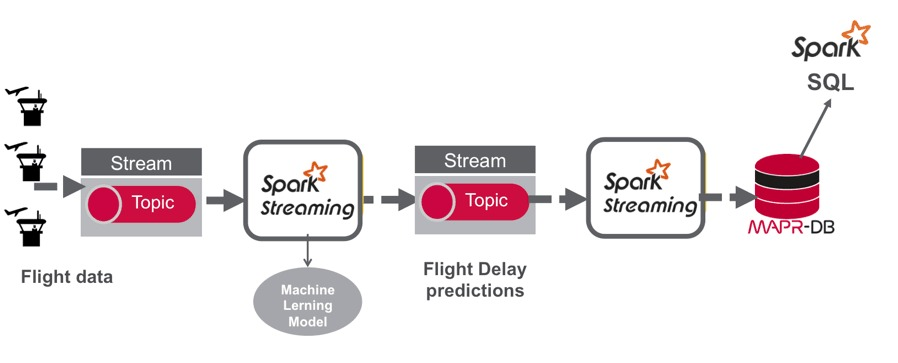 Spark
SQL
Stream
Topic
Spark
Streaming
Stream
Topic
Spark
Streaming
MAPR-DB
Flight data
Flight Delay
predictions
Machine
Lerning
Model